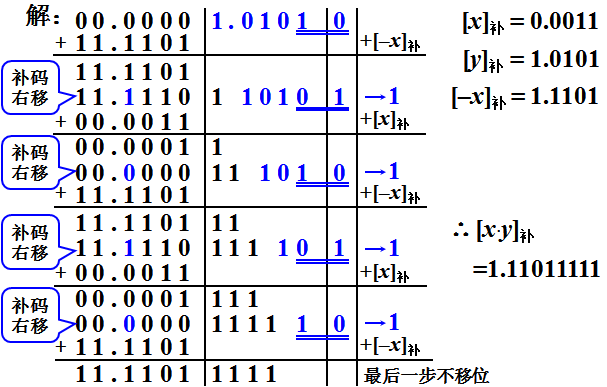 解： 00.0000 1.0101 0 [x]补 = 0.0011
+ 11.1101 +[–x]补
[y]补 = 1.0101
11.1101
补码右移 11.1110 1 1010 1 →1 [–x]补 = 1.1101
+ 00.0011 +[x]补
00.0001 1
补码右移 00.0000 11 101 0 →1
+ 11.1101 +[–x]补
11.1101 11
∴ [x·y]补
补码右移 11.1110 111 10 1 →1
+ 00.0011 +[x]补
=1.11011111
00.0001 111
补码右移 00.0000 1111 1 0 →1
+ 11.1101 +[–x]补
11.1101 1111 最后一步不移位